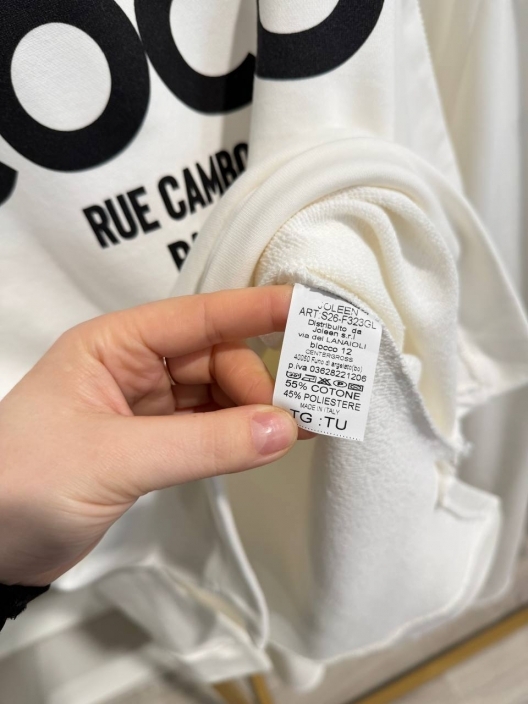 RUE CAMBO
JOLEEN
ART.S26-F323GL
Distribuito da
Joleen s.r.l
via dei LANAIOLI
blocco 12
CENTERGROSS
40050 Funo di argelato(bo)
p.iva 03628221206
55% COTONE
45% POLIESTERE
MADE IN ITALY
TG :TU